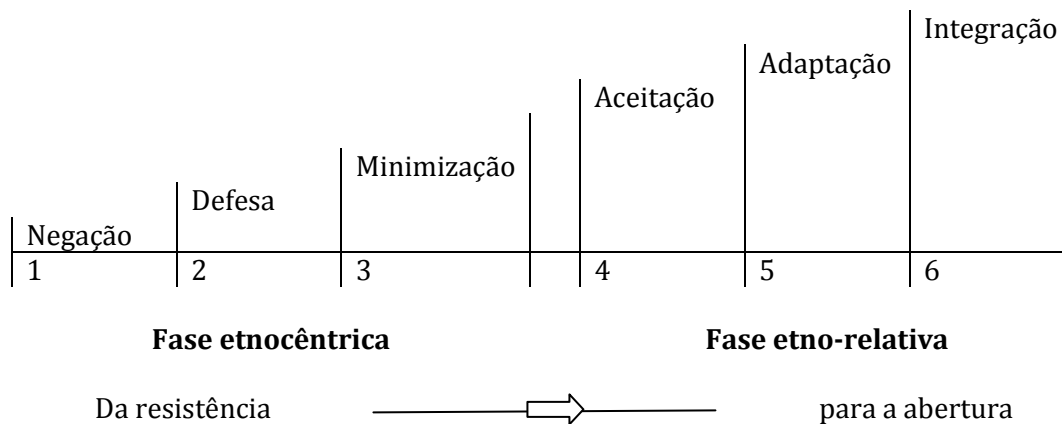 Integração
Adaptação
Aceitação
Minimização
Defesa
Negação
1 2 3 4 5 6
Fase etnocêntrica Fase etno-relativa
Da resistência para a abertura